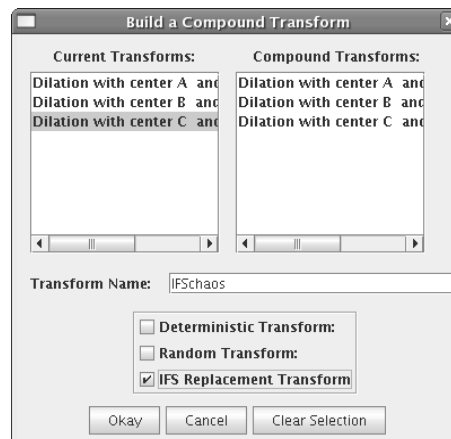 Build a Compound Transform
Current Transforms:
Compound Transforms:
Dilation with center A and
Dilation with center B and
Dilation with center C and
Dilation with center A and
Dilation with center B and
Dilation with center C and
Transform Name: IFSchaos
Deterministic Transform:
Random Transform:
IFS Replacement Transform
Okay Cancel Clear Selection